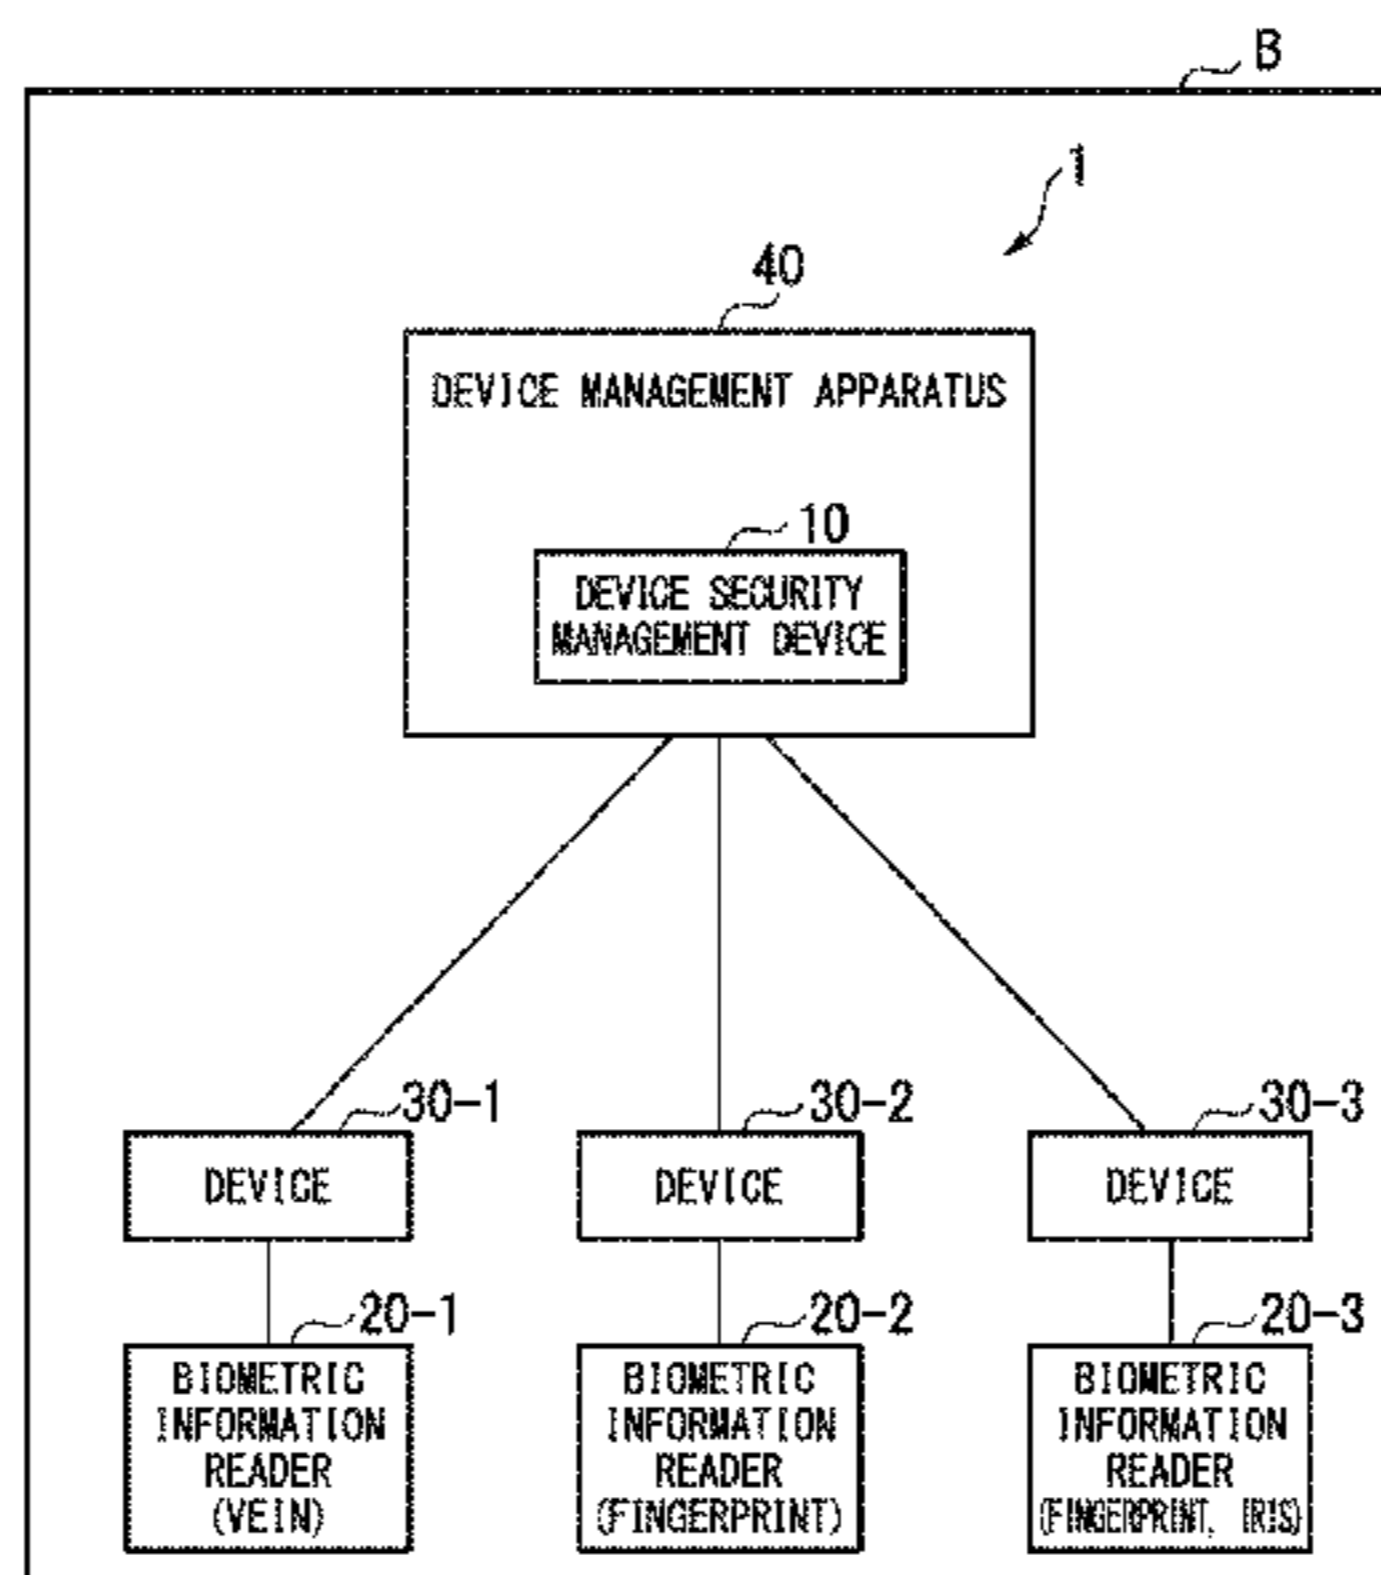 B
1
40
DEVICE MANAGEMENT APPARATUS
10
DEVICE SECURITY
MANAGEMENT DEVICE
30-1
30-2
30-3
DEVICE
DEVICE
DEVICE
20-1
20-2
20-3
BIOMETRIC
INFORMATION
READER
(VEIN)
BIOMETRIC
INFORMATION
READER
(FINGERPRINT)
BIOMETRIC
INFORMATION
READER
(FINGERPRINT, IRIS)